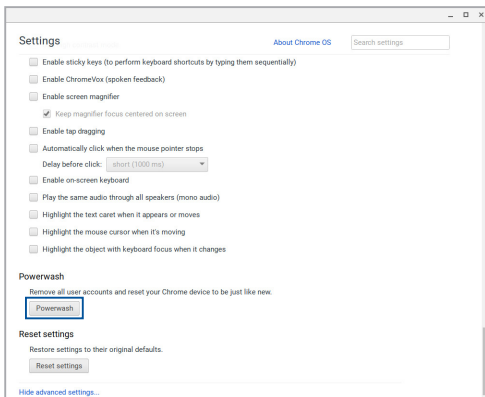 Settings
About Chrome OS
Search settings
Enable sticky keys (to perform keyboard shortcuts by typing them sequentially)
Enable ChromeVox (spoken feedback)
Enable screen magnifier
Keep magnifier focus centered on screen
Enable tap dragging
Automatically click when the mouse pointer stops
Delay before click: short (1000 ms)
Enable on-screen keyboard
Play the same audio through all speakers (mono audio)
Highlight the text caret when it appears or moves
Highlight the mouse cursor when it's moving
Highlight the object with keyboard focus when it changes
Powerwash
Remove all user accounts and reset your Chrome device to be just like new.
Powerwash
Reset settings
Restore settings to their original defaults.
Reset settings
Hide advanced settings...